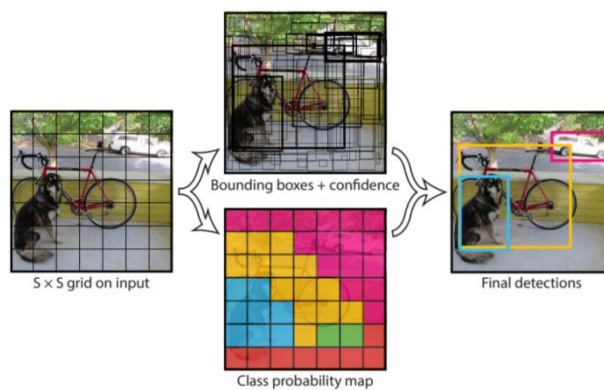 S × S grid on input
Bounding boxes + confidence
Class probability map
Final detections